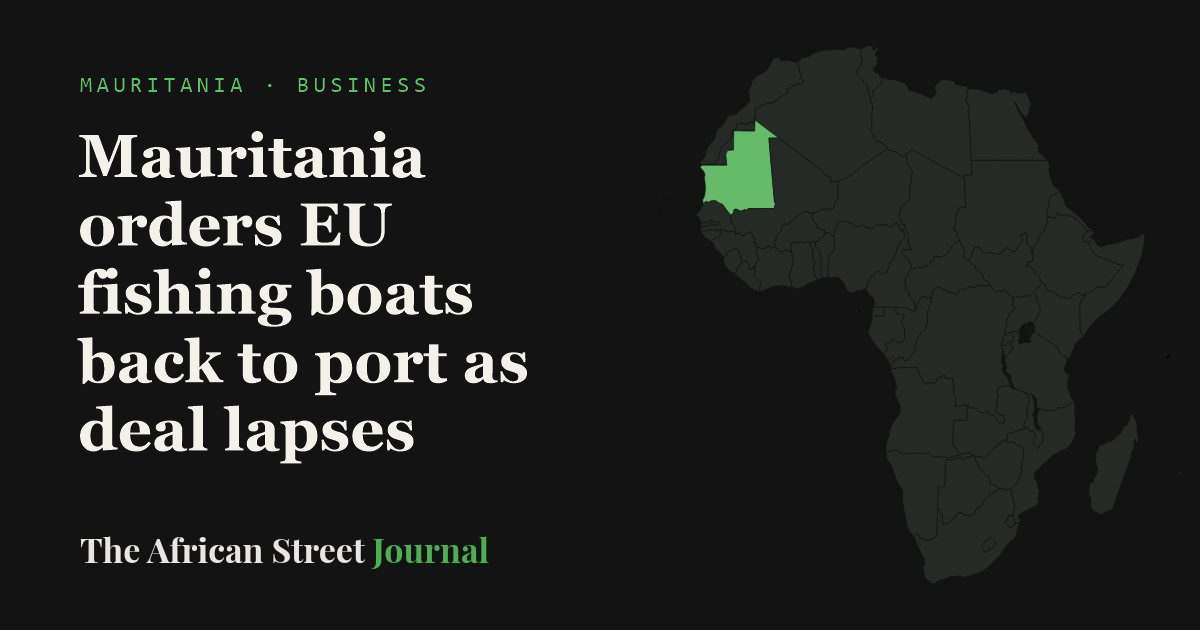 MAURITANIA · BUSINESS
Mauritania
orders EU
fishing boats
back to port as
deal lapses
The African Street Journal